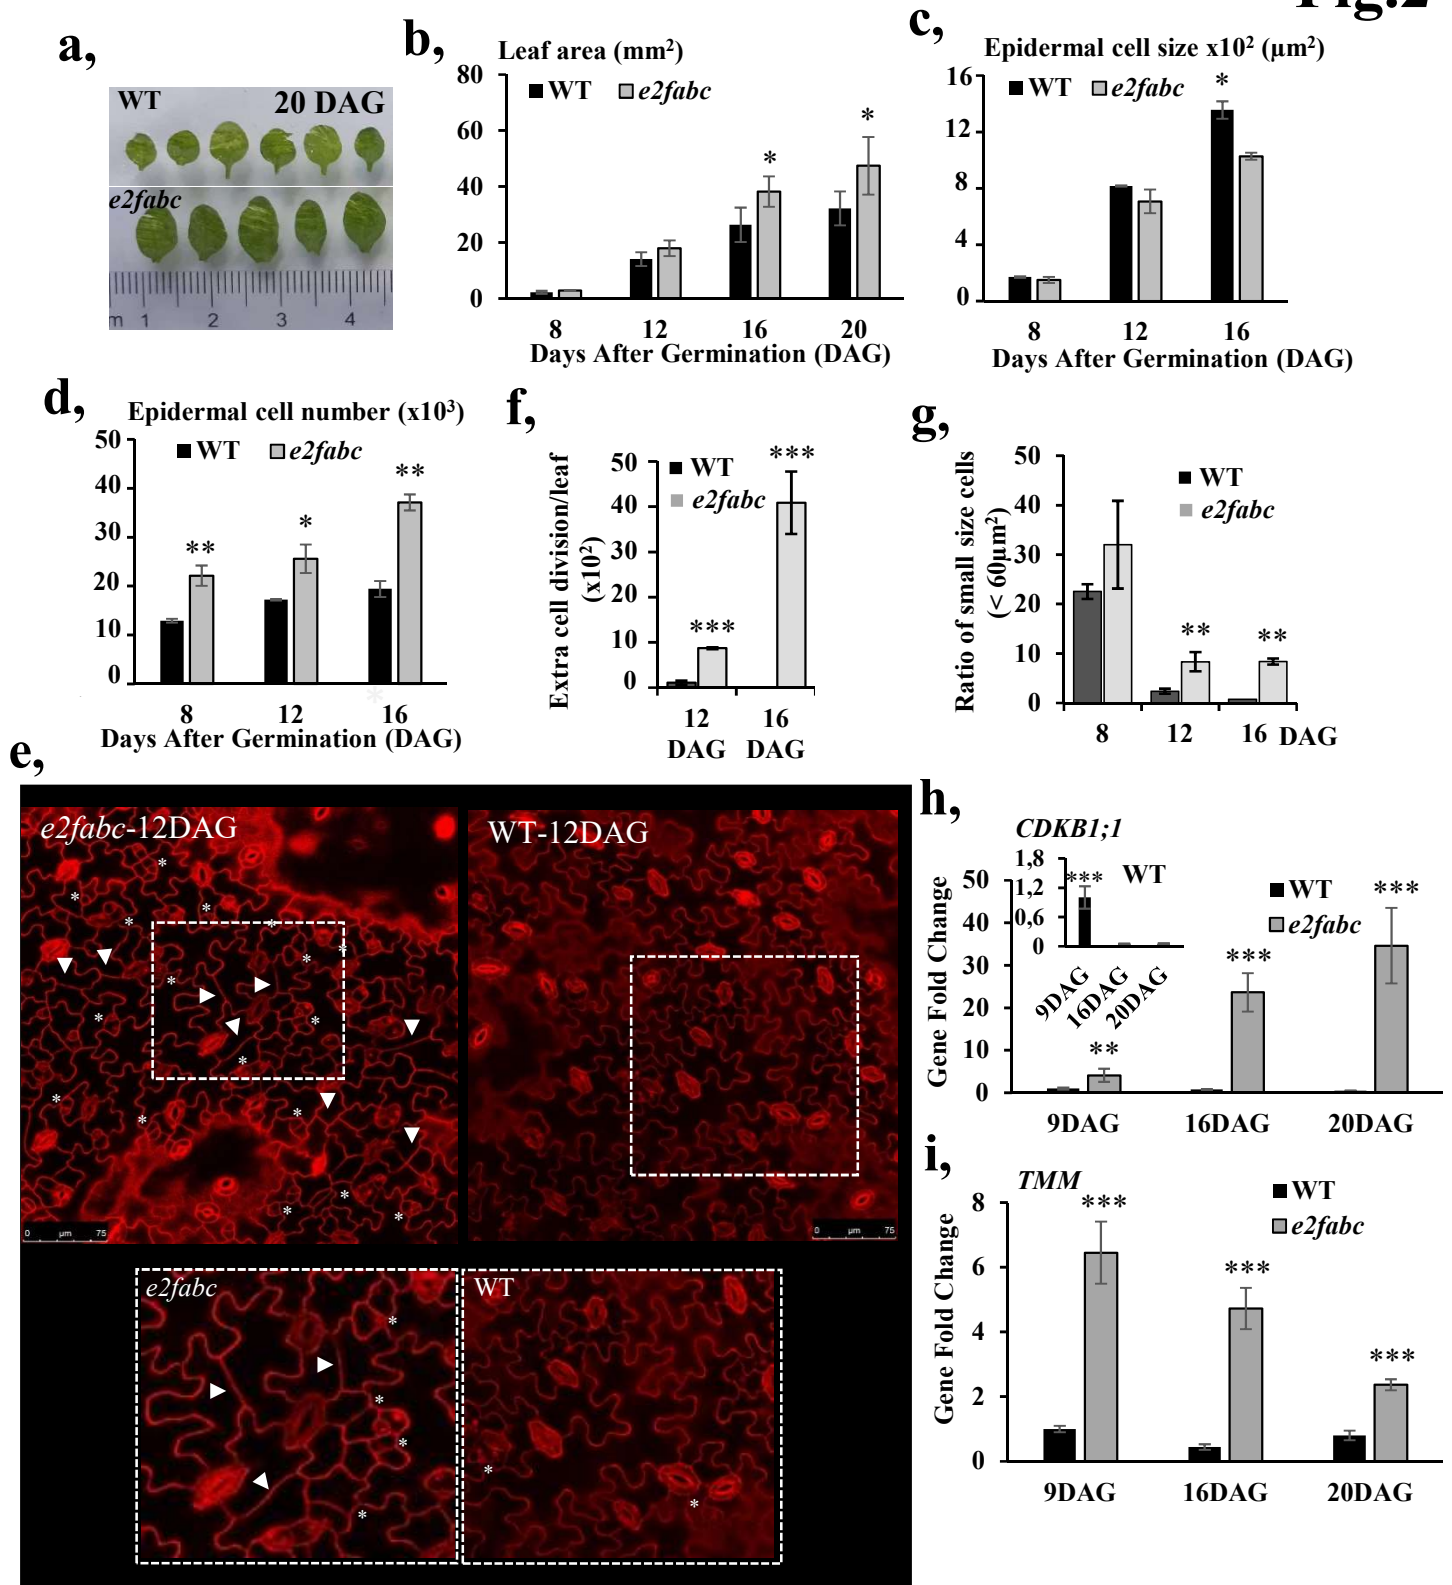 Fig.2
a,
WT 20 DAG
e2fabc
m 1 2 3 4
b,
Leaf area (mm²)
WT e2fabc
80
60
40
20
0
* *
8 12 16 20
Days After Germination (DAG)
c,
Epidermal cell size x10² (µm²)
WT e2fabc
16
12
8
4
0
*
8 12 16
Days After Germination (DAG)
d,
Epidermal cell number (x10³)
WT e2fabc
50
40
30
20
10
0
** * **
*
8 12 16
Days After Germination (DAG)
f,
Extra cell division/leaf
(x10²)
WT
e2fabc
50
40
30
20
10
0
*** ***
12 16
DAG DAG
g,
Ratio of small size cells
(< 60µm²)
WT
e2fabc
50
40
30
20
10
0
** **
8 12 16 DAG
e,
e2fabc-12DAG
WT-12DAG
0 µm 75
0 µm 75
e2fabc
WT
h,
CDKB1;1
Gene Fold Change
WT
e2fabc
50
40
30
20
10
0
** *** ***
9DAG 16DAG 20DAG
1,8
1,2
0,6
0
*** WT
9DAG
16DAG
20DAG
i,
TMM
Gene Fold Change
WT
e2fabc
8
6
4
2
0
*** *** ***
9DAG 16DAG 20DAG